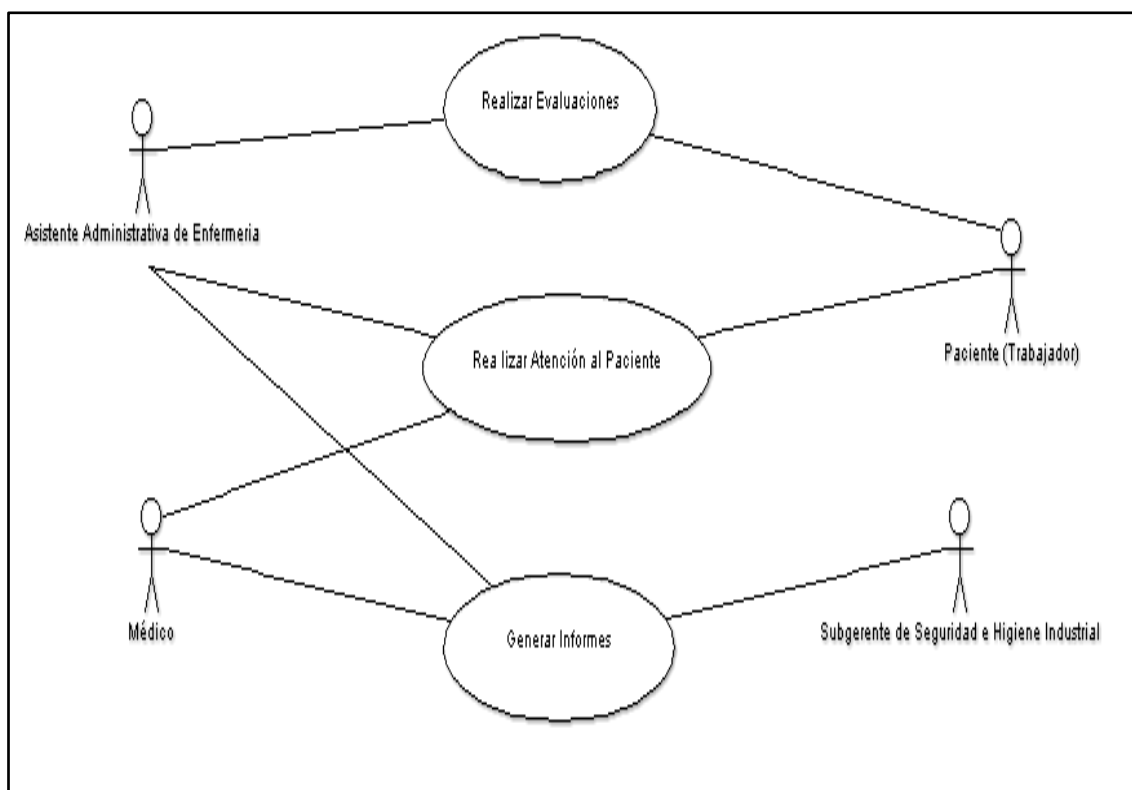 Realizar Evaluaciones
Asistente Administrativa de Enfermeria
Paciente (Trabajador)
Rea lizar Atención al Paciente
Médico
Generar Informes
Subgerente de Seguridad e Higiene Industrial